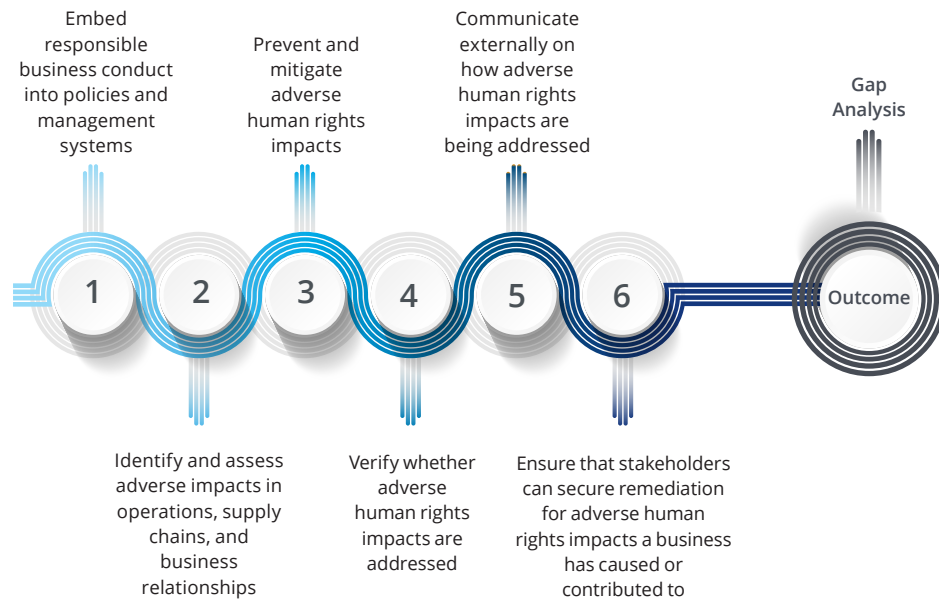 Embed
responsible
business conduct
into policies and
management
systems
Prevent and
mitigate
adverse
human rights
impacts
Communicate
externally on
how adverse
human rights
impacts are
being addressed
Gap
Analysis
1
2
3
4
5
6
Outcome
Identify and assess
adverse impacts in
operations, supply
chains, and
business
relationships
Verify whether
adverse
human rights
impacts are
addressed
Ensure that stakeholders
can secure remediation
for adverse human
rights impacts a business
has caused or
contributed to